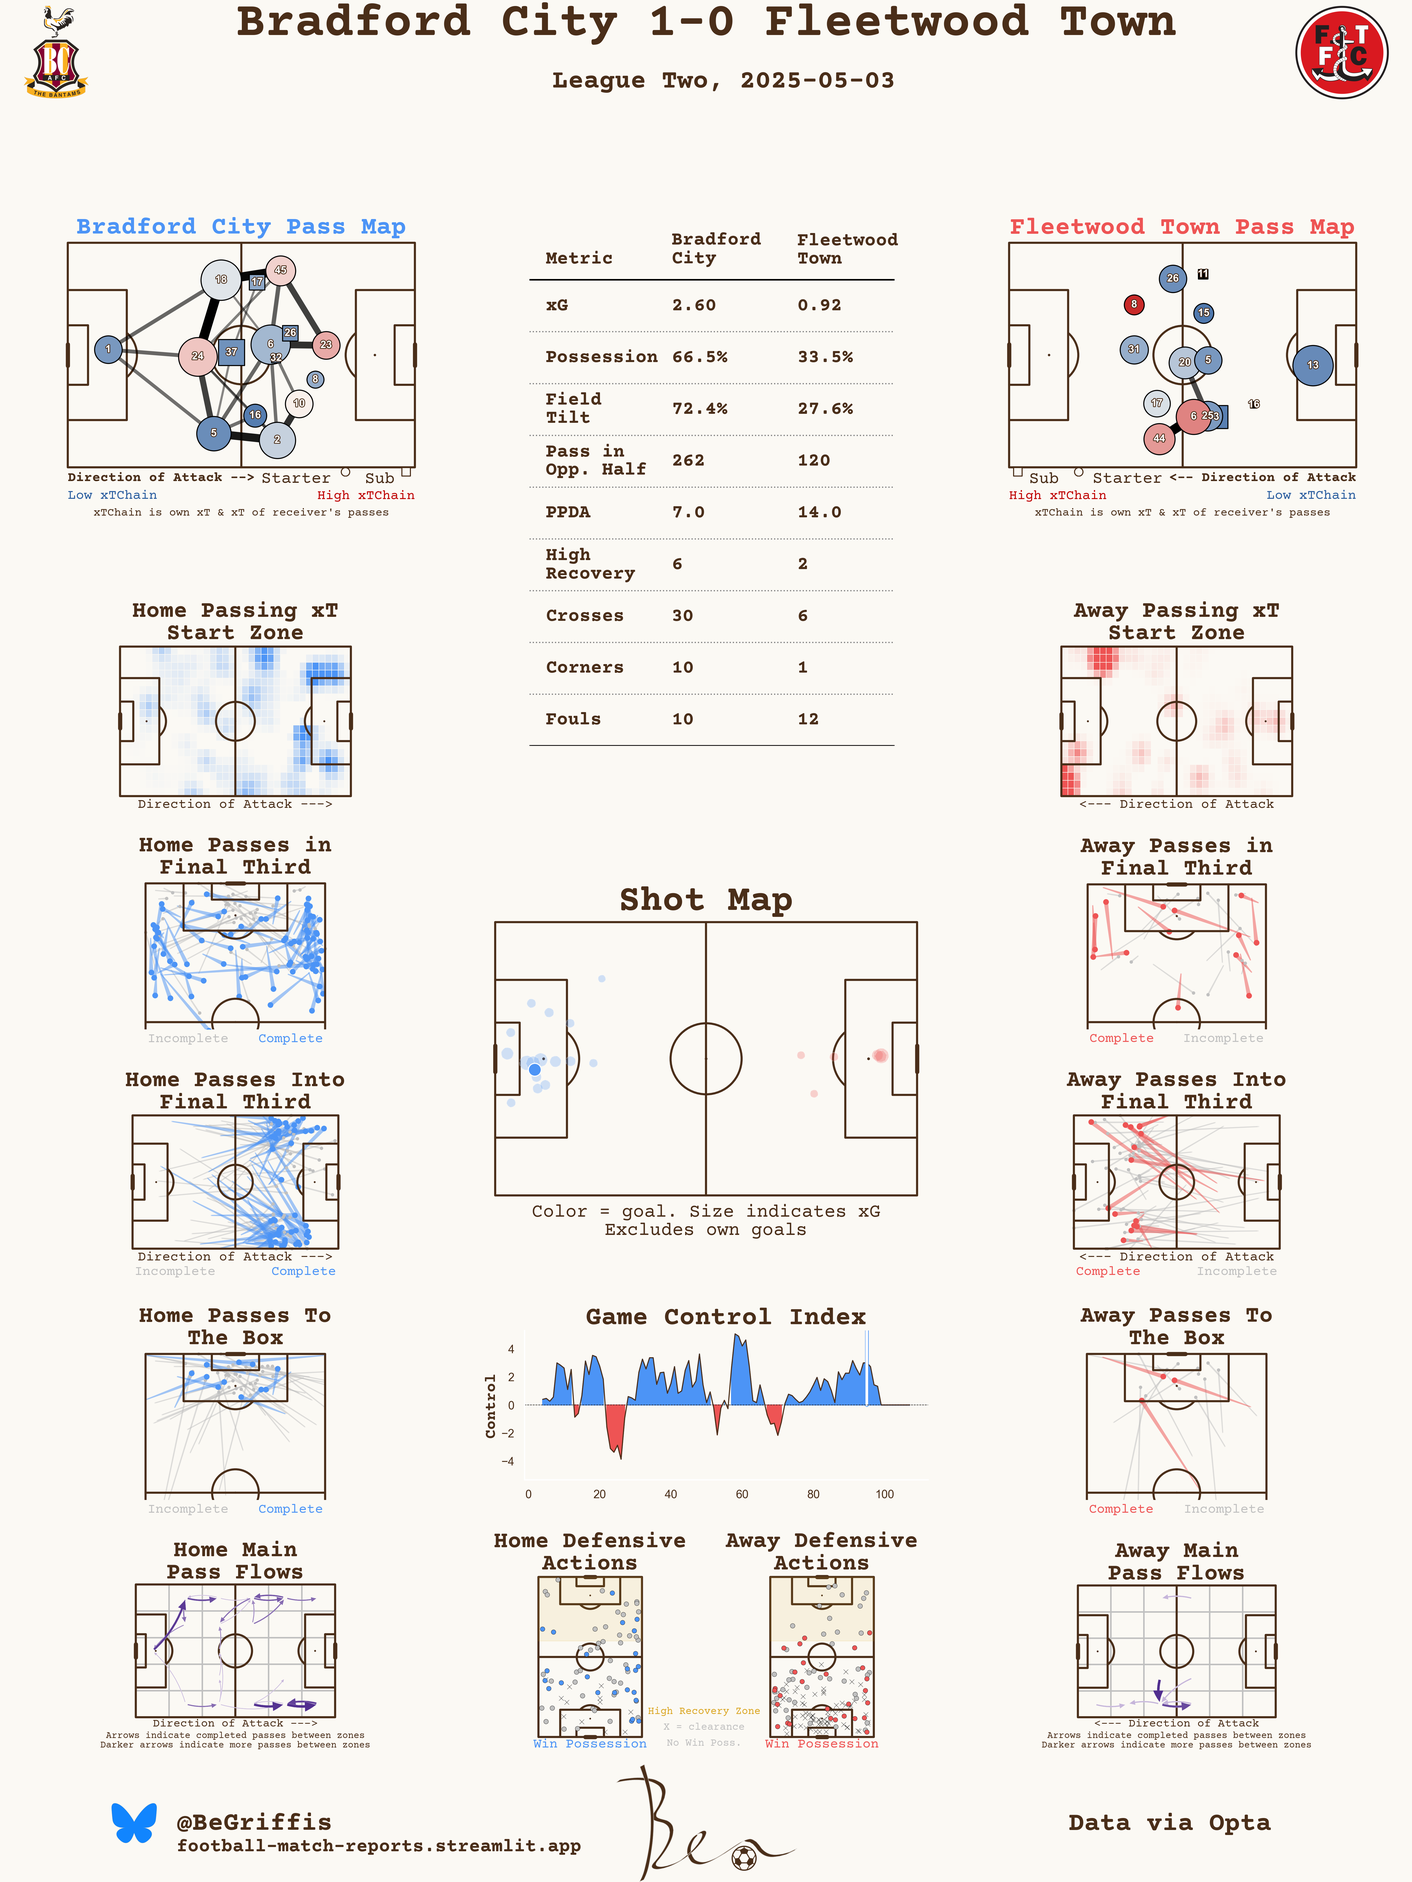 Bradford City 1-0 Fleetwood Town
League Two, 2025-05-03
BC
AFC
THE BANTAMS
F T
F C
Bradford City Pass Map
18
45
17
1
24
37
6
26
32
23
8
10
16
5
2
Direction of Attack --> Starter Sub
Low xTChain High xTChain
xTChain is own xT & xT of receiver's passes
Metric Bradford City Fleetwood Town
xG 2.60 0.92
Possession 66.5% 33.5%
Field Tilt 72.4% 27.6%
Pass in Opp. Half 262 120
PPDA 7.0 14.0
High Recovery 6 2
Crosses 30 6
Corners 10 1
Fouls 10 12
Fleetwood Town Pass Map
26
11
8
15
31
20
5
13
17
6
25
3
16
44
Sub Starter <-- Direction of Attack
High xTChain Low xTChain
xTChain is own xT & xT of receiver's passes
Home Passing xT
Start Zone
Direction of Attack --->
Away Passing xT
Start Zone
<--- Direction of Attack
Home Passes in
Final Third
Incomplete Complete
Away Passes in
Final Third
Complete Incomplete
Shot Map
Color = goal. Size indicates xG
Excludes own goals
Home Passes Into
Final Third
Direction of Attack --->
Incomplete Complete
Away Passes Into
Final Third
<--- Direction of Attack
Complete Incomplete
Home Passes To
The Box
Incomplete Complete
Game Control Index
Control
4
2
0
−2
−4
0 20 40 60 80 100
Away Passes To
The Box
Complete Incomplete
Home Main
Pass Flows
Direction of Attack --->
Arrows indicate completed passes between zones
Darker arrows indicate more passes between zones
Home Defensive
Actions
Win Possession
High Recovery Zone
X = clearance
No Win Poss.
Away Defensive
Actions
Win Possession
Away Main
Pass Flows
<--- Direction of Attack
Arrows indicate completed passes between zones
Darker arrows indicate more passes between zones
@BeGriffis
football-match-reports.streamlit.app
Ben
Data via Opta